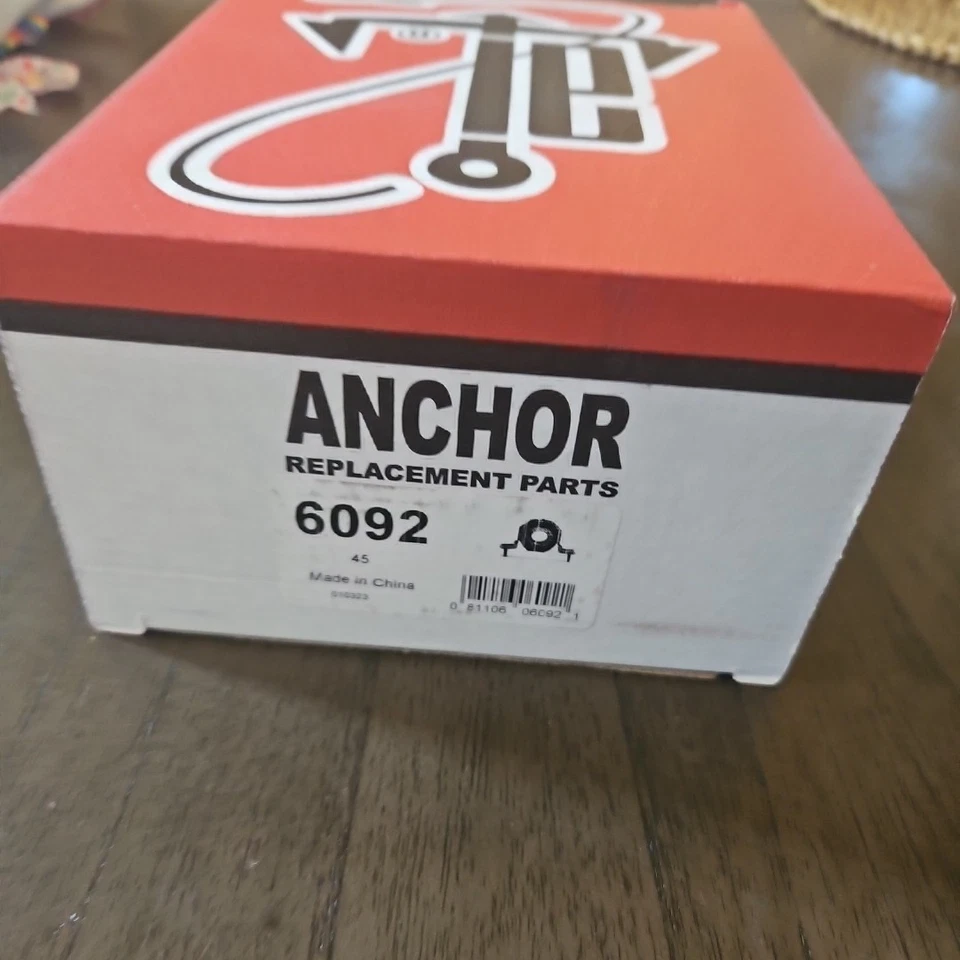 ANCHOR
REPLACEMENT PARTS
6092
45
Made in China
0 81106 06092 1